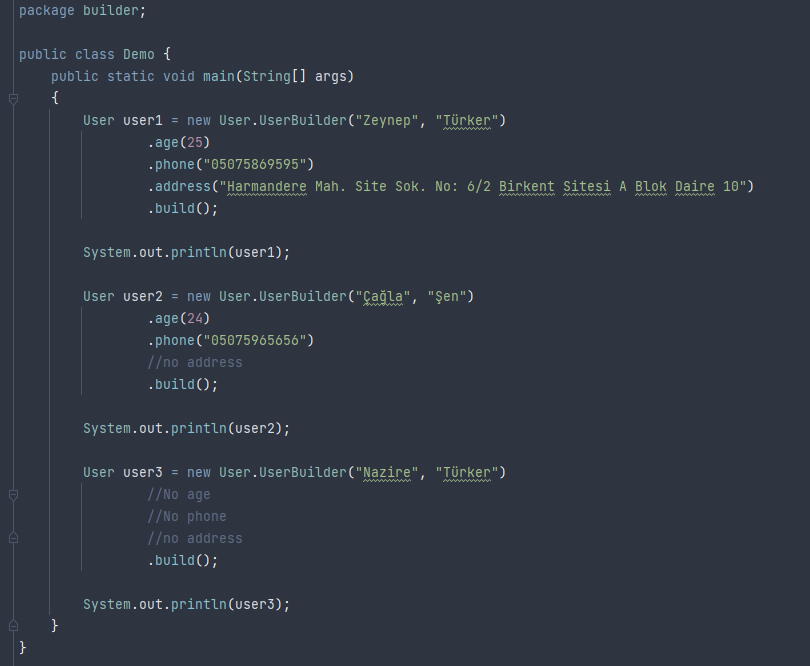 package builder;
public class Demo {
public static void main(String[] args)
{
User user1 = new User.UserBuilder("Zeynep", "Türker")
.age(25)
.phone("05075869595")
.address("Harmandere Mah. Site Sok. No: 6/2 Birkent Sitesi A Blok Daire 10")
.build();
System.out.println(user1);
User user2 = new User.UserBuilder("Çağla", "Şen")
.age(24)
.phone("05075965656")
//no address
.build();
System.out.println(user2);
User user3 = new User.UserBuilder("Nazire", "Türker")
//No age
//No phone
//no address
.build();
System.out.println(user3);
}
}